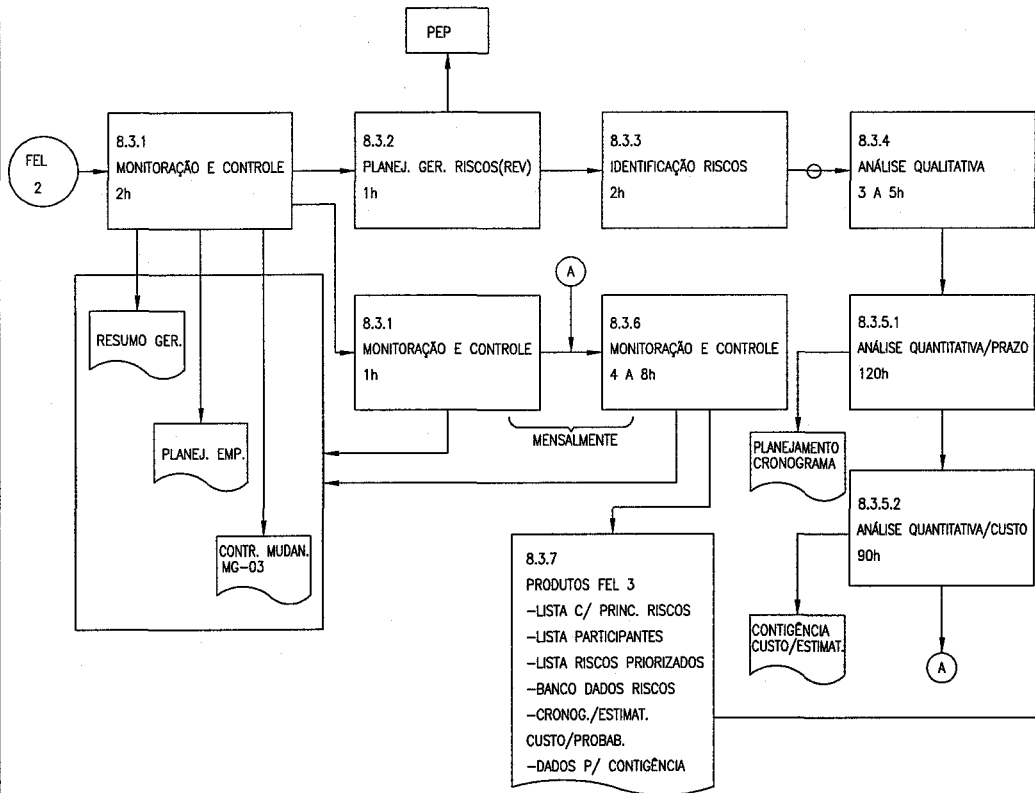 PEP
FEL
2
8.3.1
MONITORAÇÃO E CONTROLE
2h
8.3.2
PLANEJ. GER. RISCOS(REV)
1h
8.3.3
IDENTIFICAÇÃO RISCOS
2h
8.3.4
ANÁLISE QUALITATIVA
3 A 5h
RESUMO GER.
PLANEJ. EMP.
CONTR. MUDAN.
MG-03
8.3.1
MONITORAÇÃO E CONTROLE
1h
A
8.3.6
MONITORAÇÃO E CONTROLE
4 A 8h
MENSALMENTE
8.3.5.1
ANÁLISE QUANTITATIVA/PRAZO
120h
PLANEJAMENTO
CRONOGRAMA
8.3.5.2
ANÁLISE QUANTITATIVA/CUSTO
90h
CONTIGÊNCIA
CUSTO/ESTIMAT.
A
8.3.7
PRODUTOS FEL 3
-LISTA C/ PRINC. RISCOS
-LISTA PARTICIPANTES
-LISTA RISCOS PRIORIZADOS
-BANCO DADOS RISCOS
-CRONOG./ESTIMAT.
CUSTO/PROBAB.
-DADOS P/ CONTIGÊNCIA